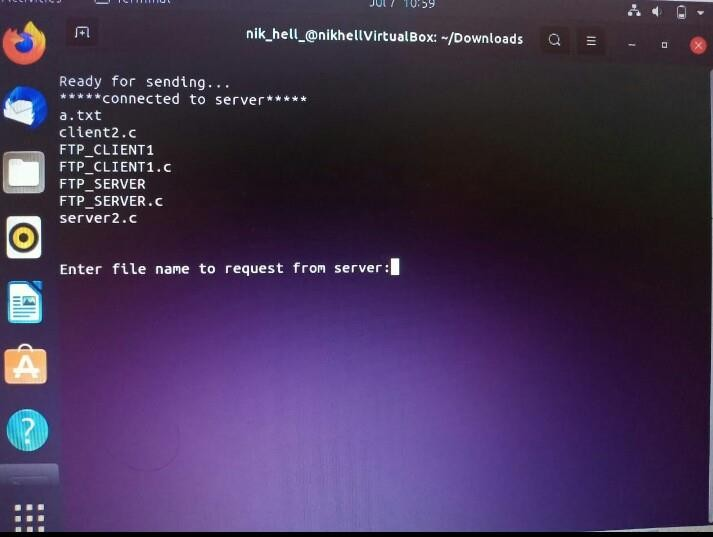 Activities Terminal Jul 7 10:59
nik_hell_@nikhellVirtualBox: ~/Downloads
Ready for sending...
*****connected to server*****
a.txt
client2.c
FTP_CLIENT1
FTP_CLIENT1.c
FTP_SERVER
FTP_SERVER.c
server2.c
Enter file name to request from server: